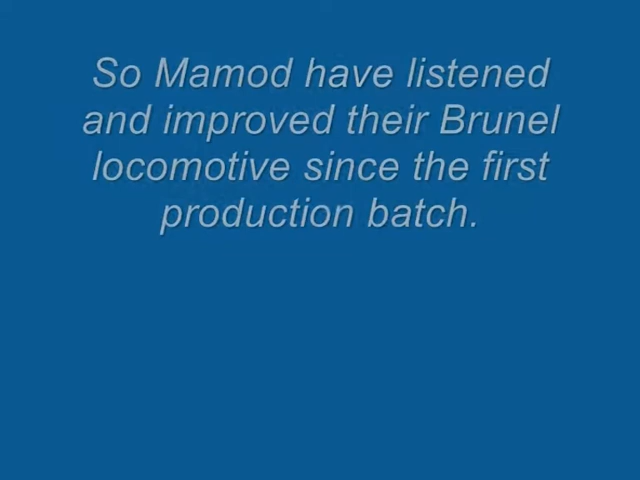 So Mamod have listened
and improved their Brunel
locomotive since the first
production batch.